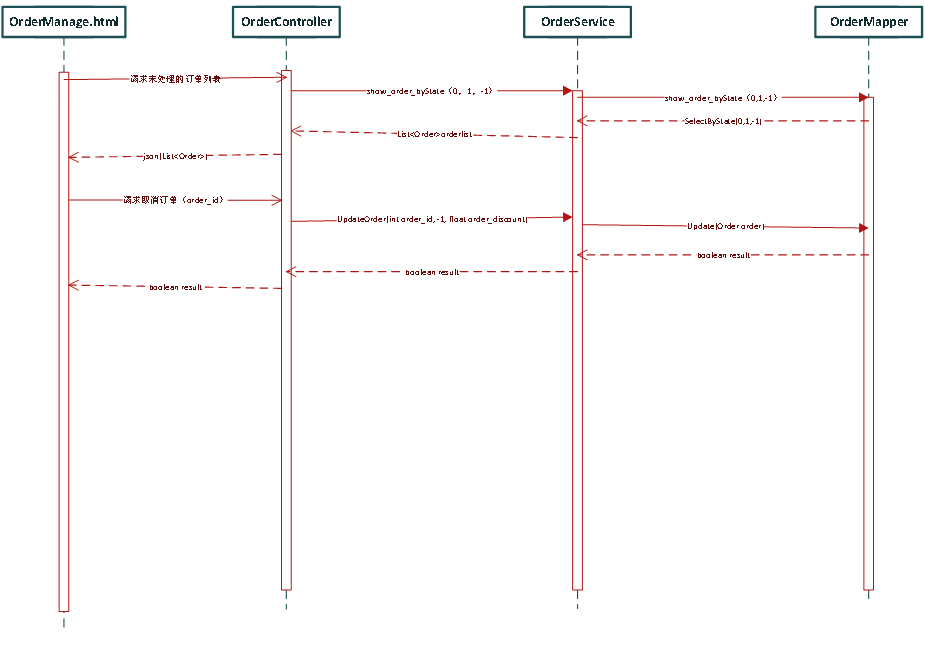 OrderManage.html
OrderController
OrderService
OrderMapper
请求未处理的订单列表
show_order_byState（0，1，-1）
show_order_byState（0,1,-1）
SelectByState(0,1,-1)
List<Order>orderlist
json(List<Order>)
请求取消订单（order_id）
UpdateOrder(int order_id,-1, float order_discount)
Update(Order order)
boolean result
boolean result
boolean result